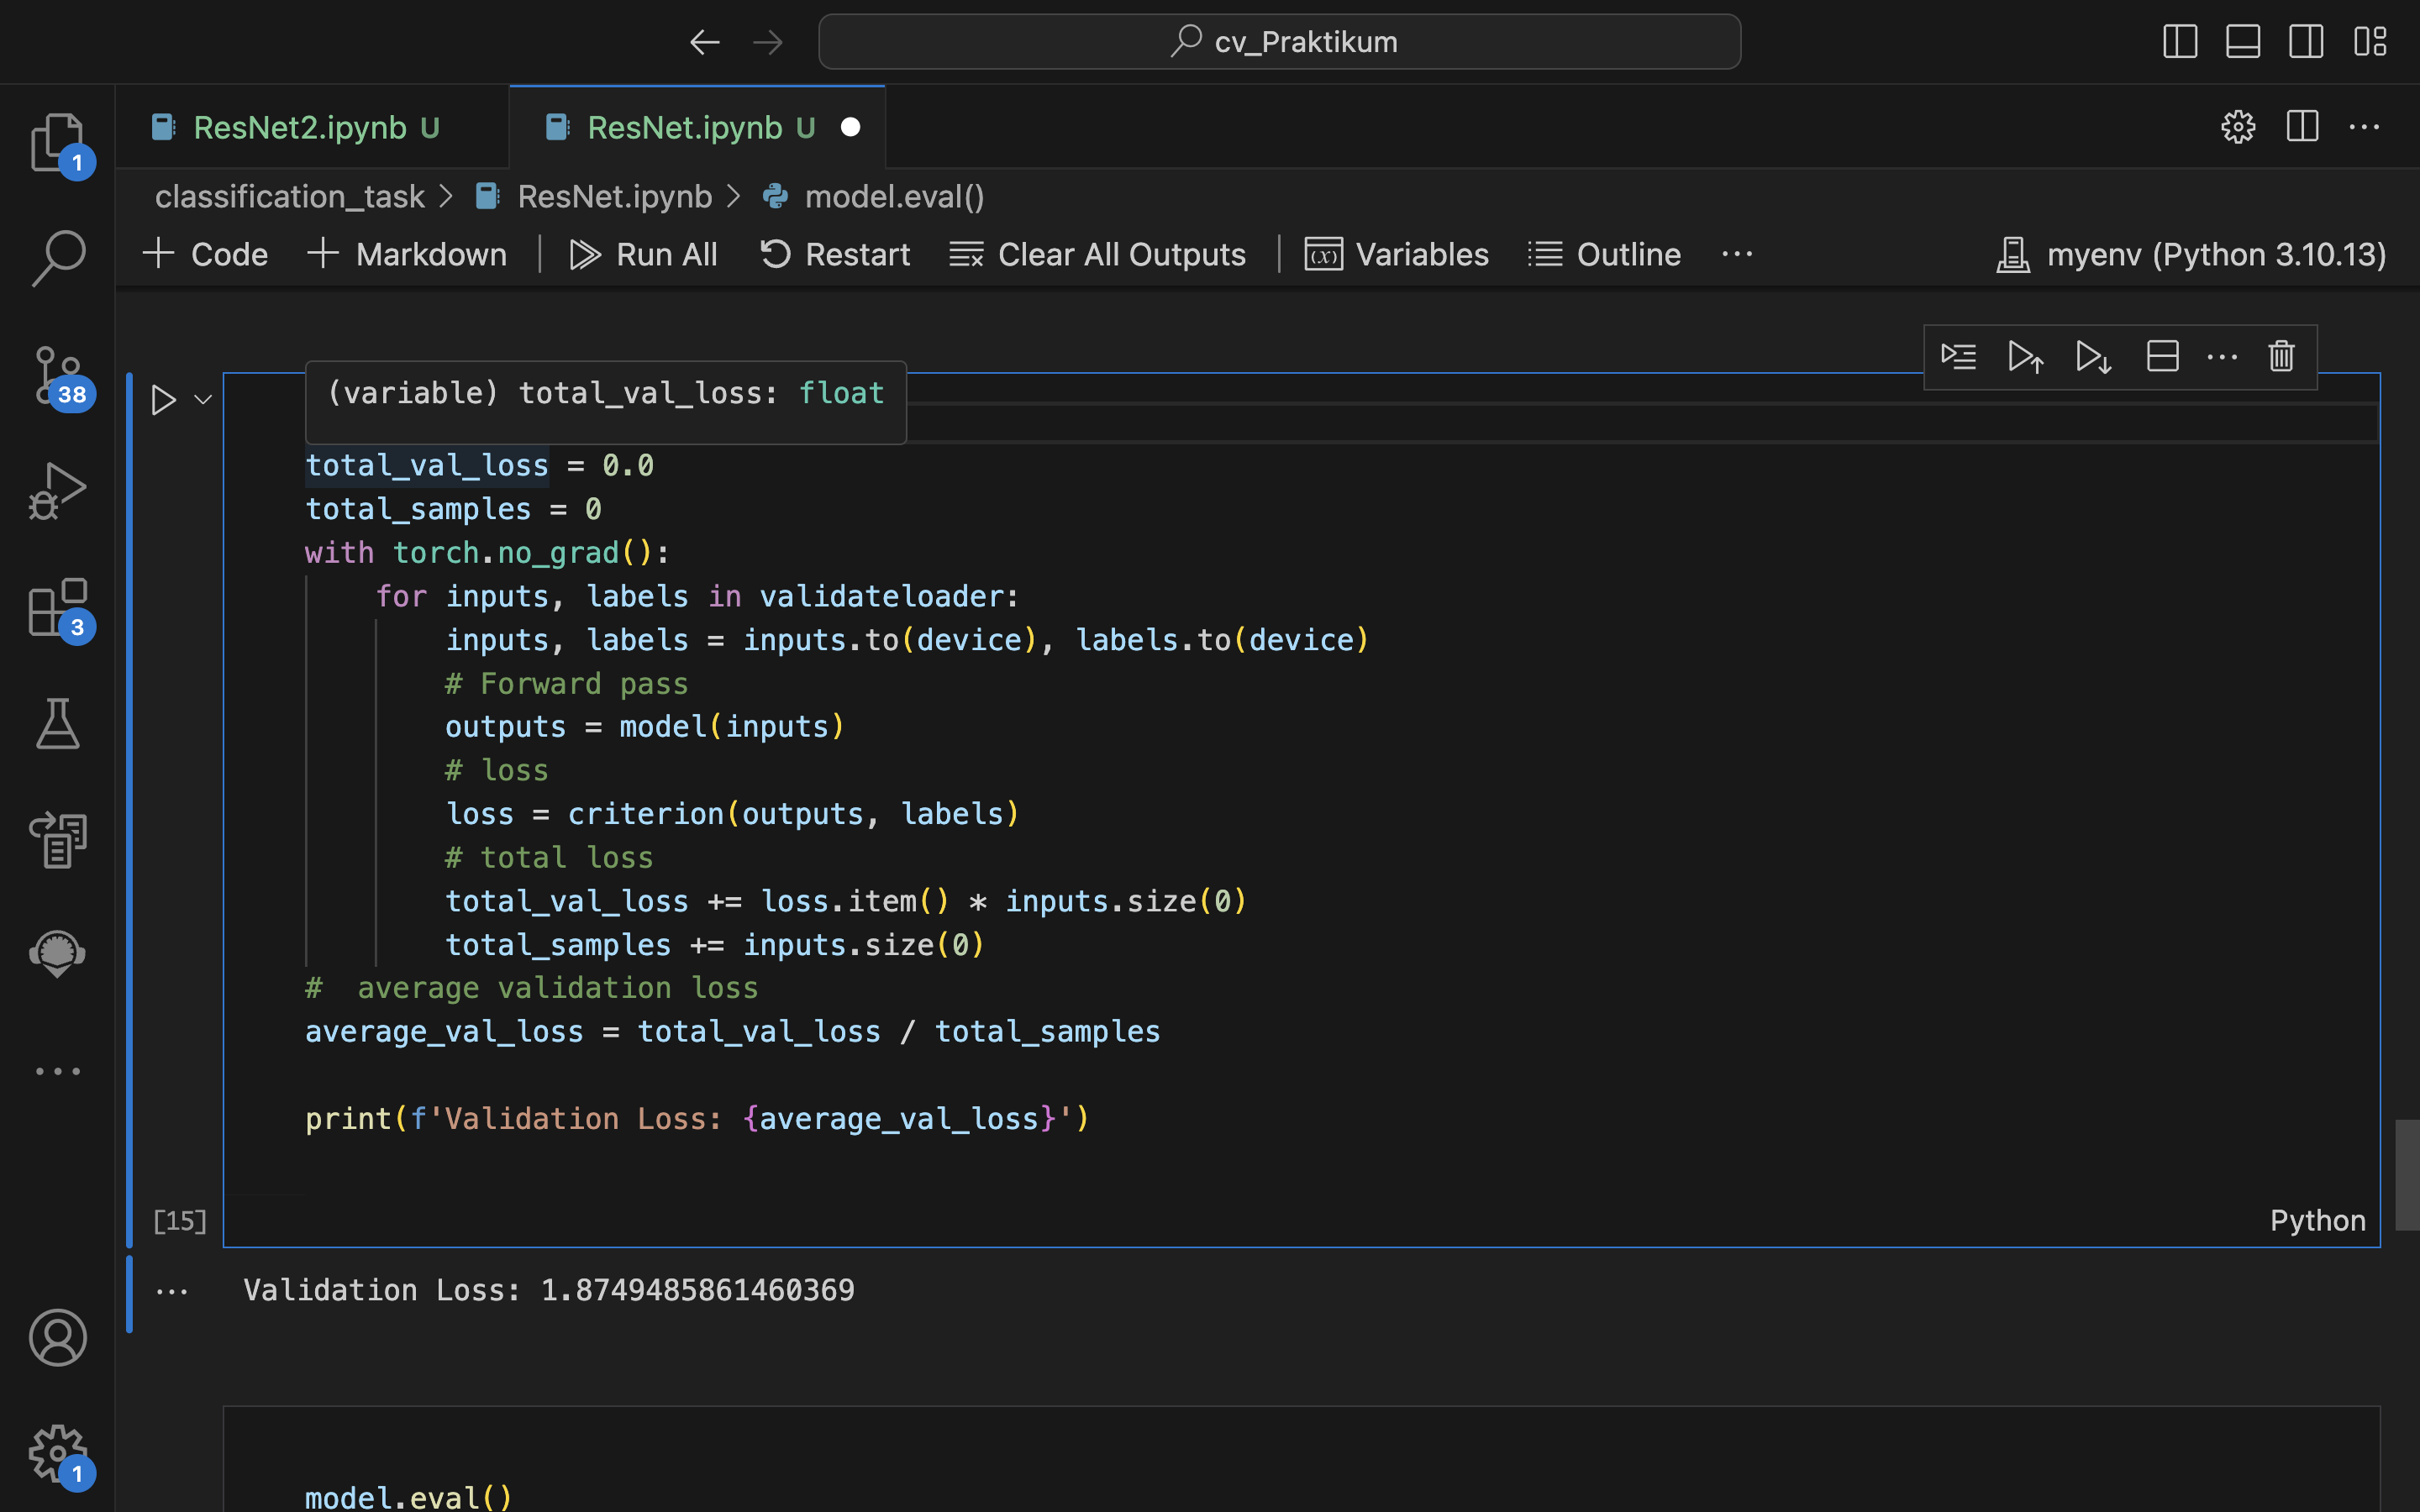 cv_Praktikum
ResNet2.ipynb U
ResNet.ipynb U
classification_task > ResNet.ipynb > model.eval()
Code Markdown Run All Restart Clear All Outputs Variables Outline ... myenv (Python 3.10.13)
1
38
3
1
(variable) total_val_loss: float
total_val_loss = 0.0
total_samples = 0
with torch.no_grad():
    for inputs, labels in validateloader:
        inputs, labels = inputs.to(device), labels.to(device)
        # Forward pass
        outputs = model(inputs)
        # loss
        loss = criterion(outputs, labels)
        # total loss
        total_val_loss += loss.item() * inputs.size(0)
        total_samples += inputs.size(0)
#  average validation loss
average_val_loss = total_val_loss / total_samples
print(f'Validation Loss: {average_val_loss}')
[15]
Python
Validation Loss: 1.8749485861460369
model.eval()